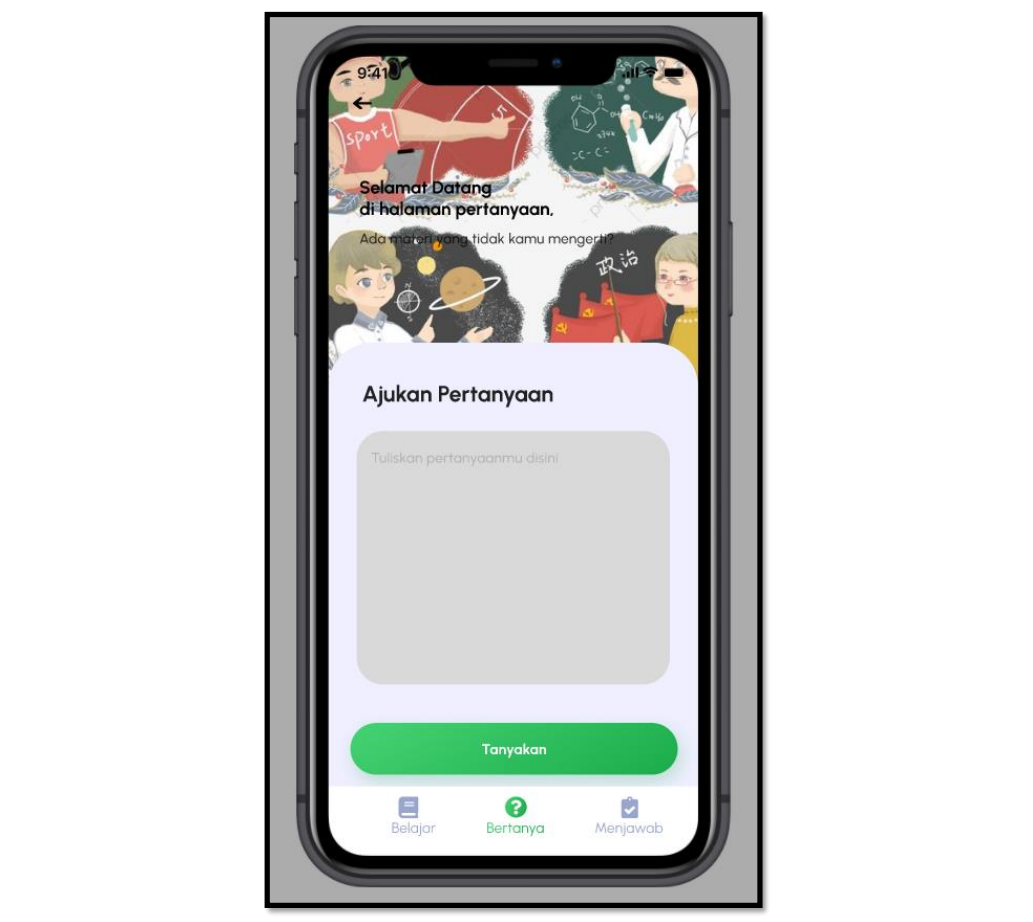 9:41
sport
5
Selamat Datang
di halaman pertanyaan,
Ada materi yang tidak kamu mengerti?
政治
N
S
Ajukan Pertanyaan
Tuliskan pertanyaanmu disini
Tanyakan
Belajar
Bertanya
Menjawab